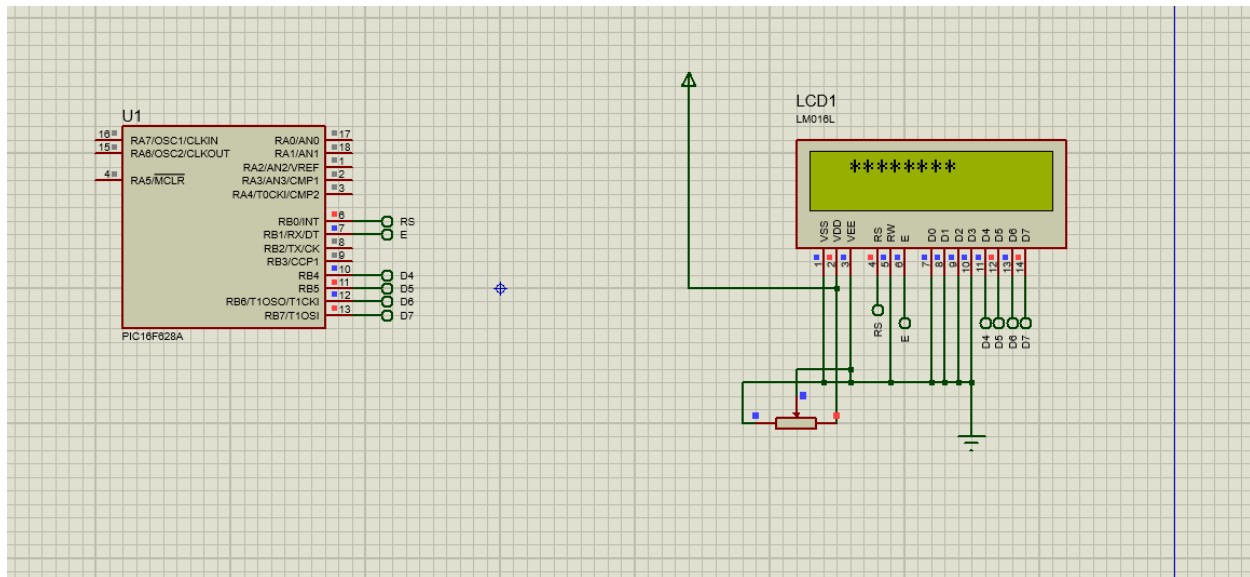 U1
16 RA7/OSC1/CLKIN RA0/AN0 17
15 RA6/OSC2/CLKOUT RA1/AN1 18
RA2/AN2/VREF 1
4 RA5/MCLR RA3/AN3/CMP1 2
RA4/T0CKI/CMP2 3
RB0/INT 6 RS
RB1/RX/DT 7 E
RB2/TX/CK 8
RB3/CCP1 9
RB4 10 D4
RB5 11 D5
RB6/T1OSO/T1CKI 12 D6
RB7/T1OSI 13 D7
PIC16F628A
LCD1
LM016L
********
VSS VDD VEE RS RW E D0 D1 D2 D3 D4 D5 D6 D7
1 2 3 4 5 6 7 8 9 10 11 12 13 14
RS E D4 D5 D6 D7